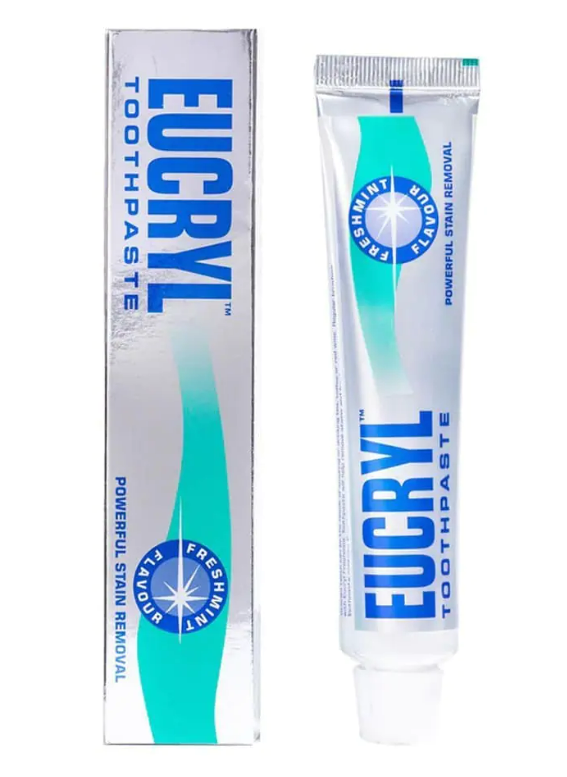 EUCRYL™
TOOTHPASTE
POWERFUL STAIN REMOVAL
FRESHMINT
FLAVOUR
EUCRYL™
TOOTHPASTE
FRESHMINT
FLAVOUR
POWERFUL STAIN REMOVAL